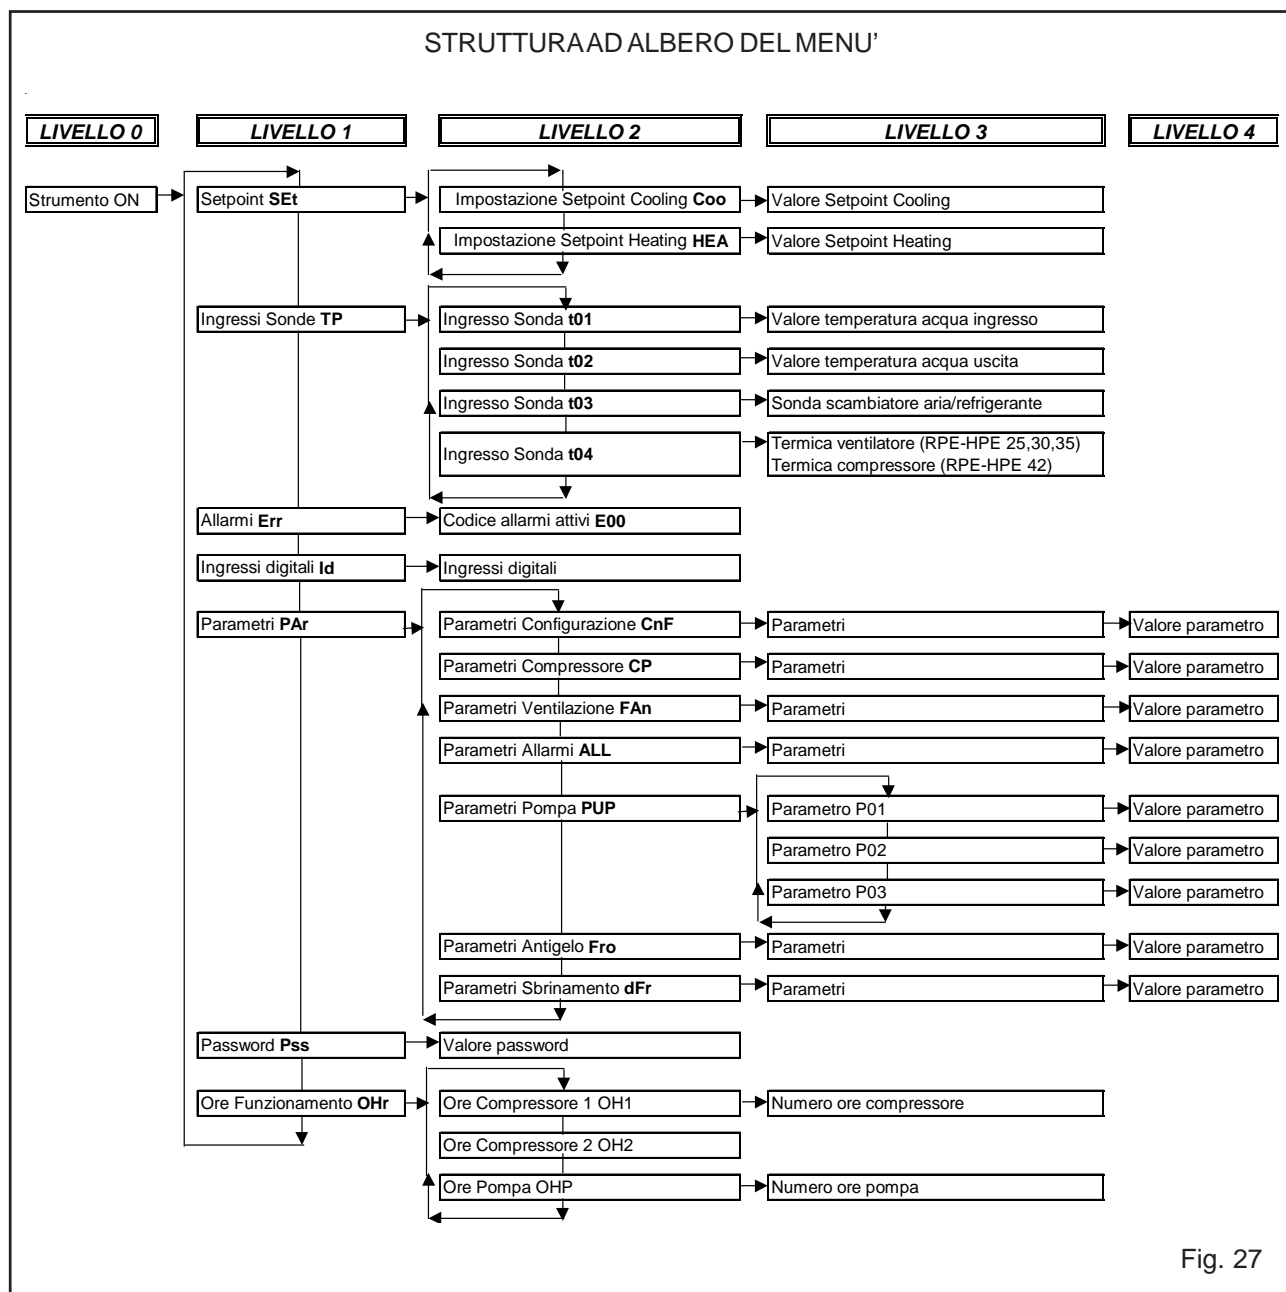 STRUTTURA AD ALBERO DEL MENU'
LIVELLO 0 LIVELLO 1 LIVELLO 2 LIVELLO 3 LIVELLO 4
Strumento ON Setpoint SEt Impostazione Setpoint Cooling Coo Valore Setpoint Cooling
Impostazione Setpoint Heating HEA Valore Setpoint Heating
Ingressi Sonde TP Ingresso Sonda t01 Valore temperatura acqua ingresso
Ingresso Sonda t02 Valore temperatura acqua uscita
Ingresso Sonda t03 Sonda scambiatore aria/refrigerante
Ingresso Sonda t04 Termica ventilatore (RPE-HPE 25,30,35)
Termica compressore (RPE-HPE 42)
Allarmi Err Codice allarmi attivi E00
Ingressi digitali Id Ingressi digitali
Parametri PAr Parametri Configurazione CnF Parametri Valore parametro
Parametri Compressore CP Parametri Valore parametro
Parametri Ventilazione FAn Parametri Valore parametro
Parametri Allarmi ALL Parametri Valore parametro
Parametri Pompa PUP Parametro P01 Valore parametro
Parametro P02 Valore parametro
Parametro P03 Valore parametro
Parametri Antigelo Fro Parametri Valore parametro
Parametri Sbrinamento dFr Parametri Valore parametro
Password Pss Valore password
Ore Funzionamento OHr Ore Compressore 1 OH1 Numero ore compressore
Ore Compressore 2 OH2
Ore Pompa OHP Numero ore pompa
Fig. 27